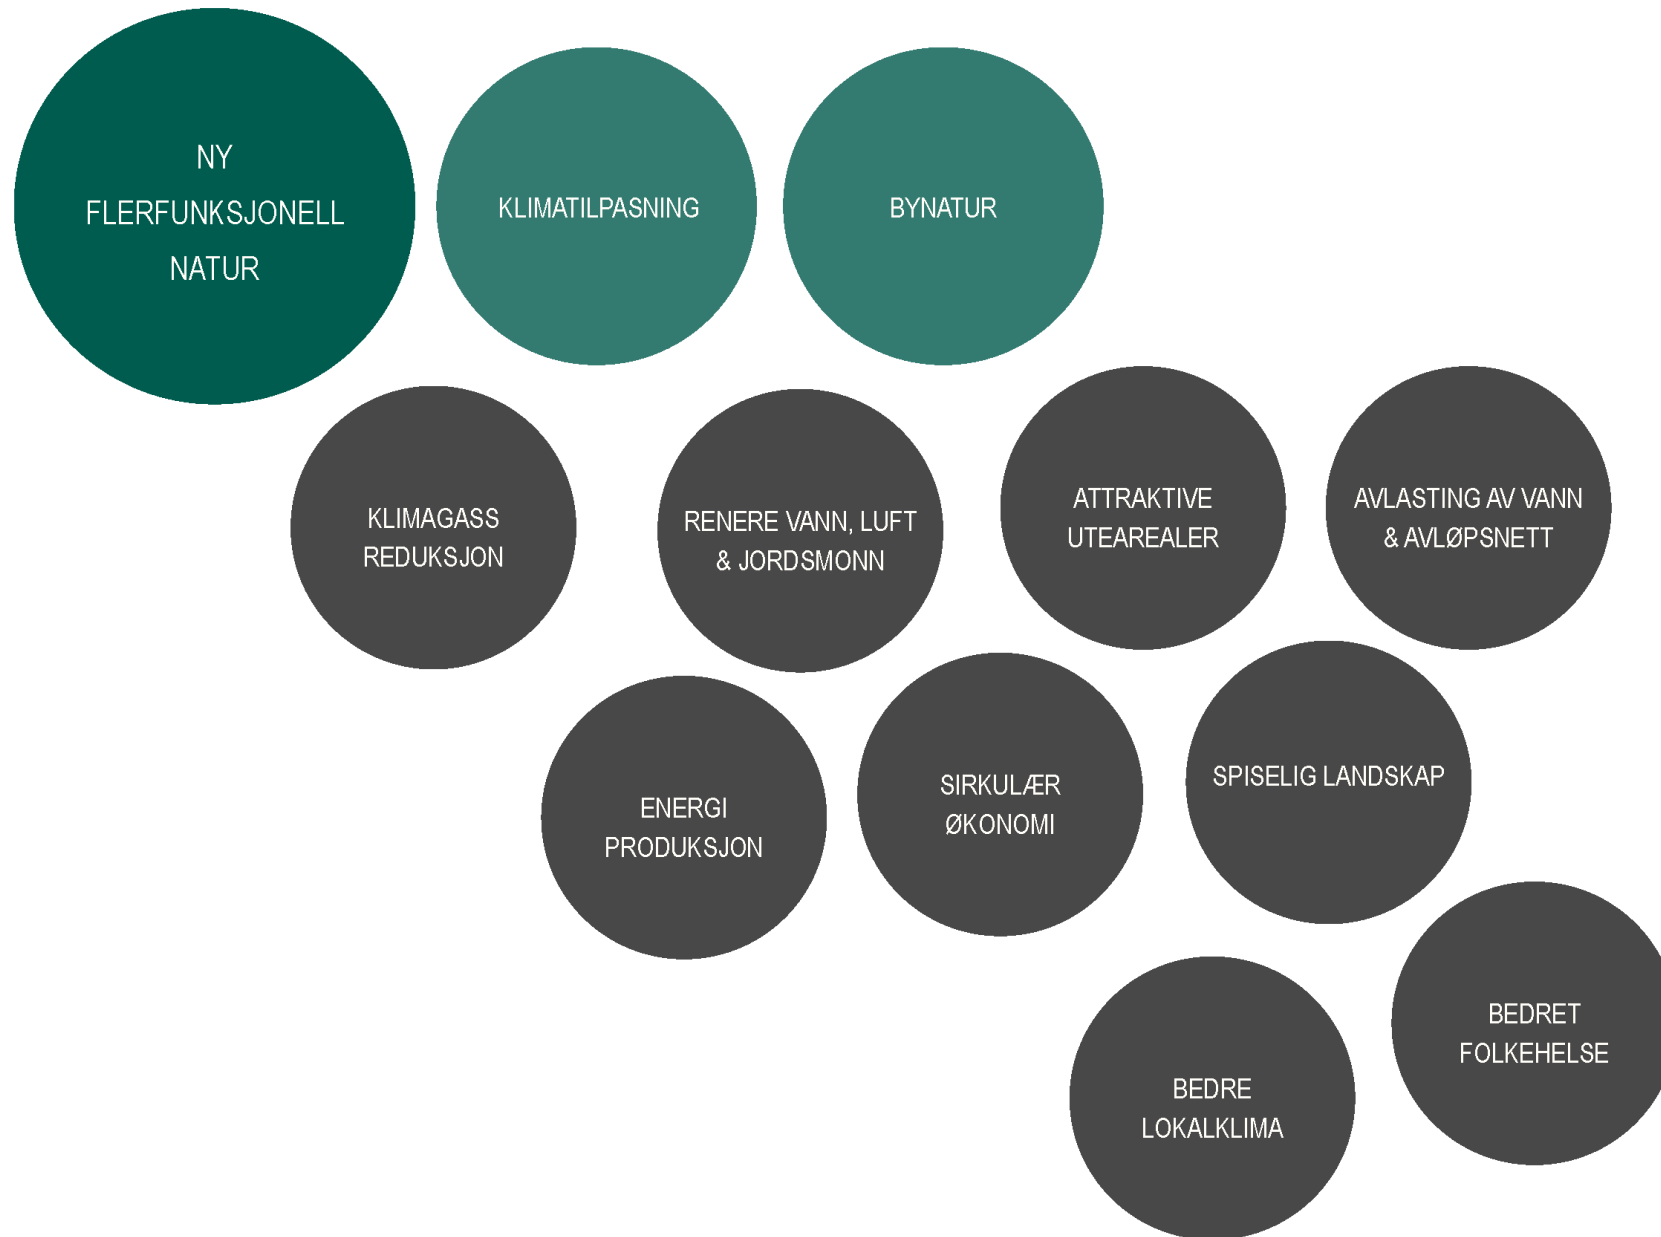 NY
FLERFUNKSJONELL
NATUR
KLIMATILPASNING
BYNATUR
KLIMAGASS
REDUKSJON
RENERE VANN, LUFT
& JORDSMONN
ATTRAKTIVE
UTEAREALER
AVLASTING AV VANN
& AVLØPSNETT
ENERGI
PRODUKSJON
SIRKULÆR
ØKONOMI
SPISELIG LANDSKAP
BEDRE
LOKALKLIMA
BEDRET
FOLKEHELSE